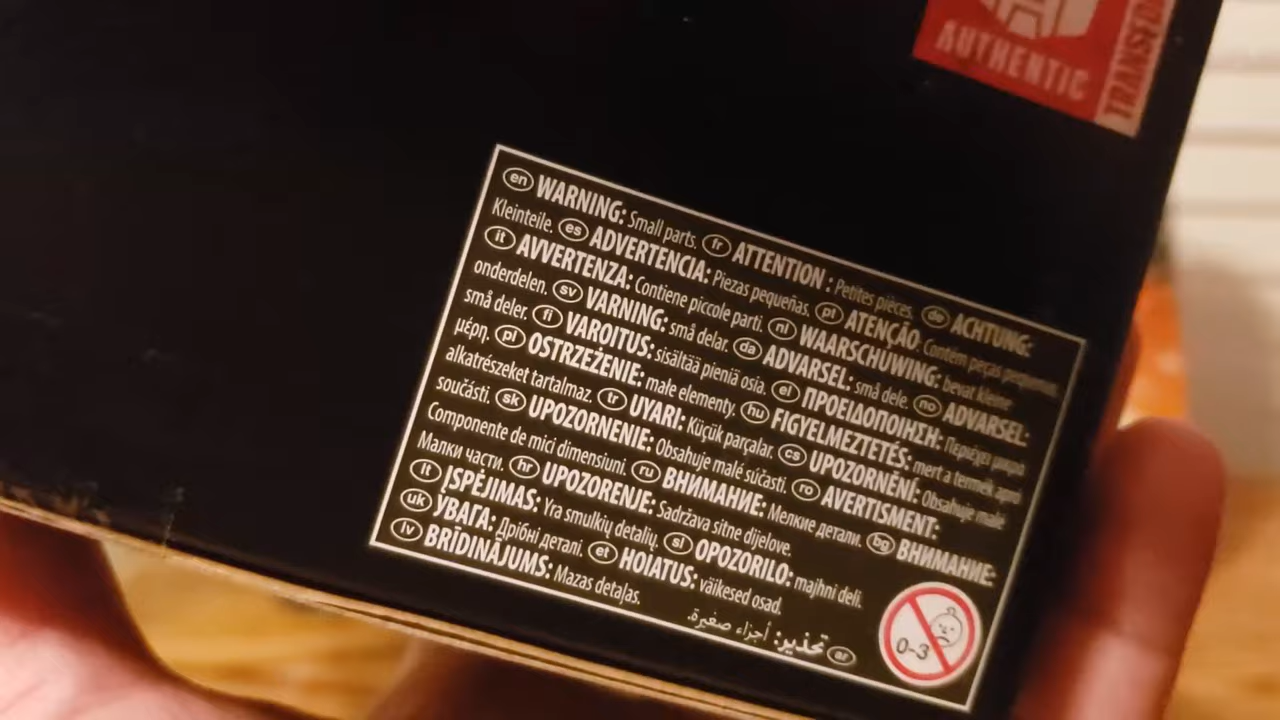 AUTHENTIC
TRANSFO
en WARNING: Small parts. fr ATTENTION : Petites pièces. de ACHTUNG:
Kleinteile. es ADVERTENCIA: Piezas pequeñas. pt ATENÇÃO: Contém peças pequenas.
it AVVERTENZA: Contiene piccole parti. nl WAARSCHUWING: bevat kleine
onderdelen. sv VARNING: små delar. da ADVARSEL: små dele. no ADVARSEL:
små deler. fi VAROITUS: sisältää pieniä osia. el ΠΡΟΕΙΔΟΠΟΙΗΣΗ: Περιέχει μικρά
μέρη. pl OSTRZEŻENIE: małe elementy. hu FIGYELMEZTETÉS: mert a termék apró
alkatrészeket tartalmaz. tr UYARI: Küçük parçalar. cs UPOZORNĚNÍ: Obsahuje malé
součásti. sk UPOZORNENIE: Obsahuje malé súčasti. ro AVERTISMENT:
Componente de mici dimensiuni. ru ВНИМАНИЕ: Мелкие детали. bg ВНИМАНИЕ:
Малки части. hr UPOZORENJE: Sadržava sitne dijelove.
lt ĮSPĖJIMAS: Yra smulkių detalių. sl OPOZORILO: majhni deli.
uk УВАГА: Дрібні деталі. et HOIATUS: väikesed osad.
lv BRĪDINĀJUMS: Mazas detaļas.
ar تحذير: أجزاء صغيرة.
0-3